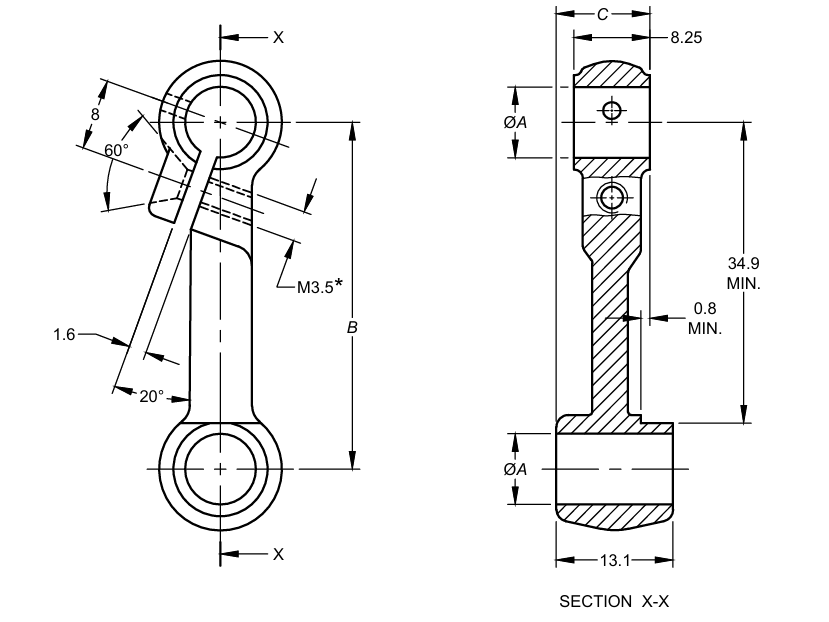 X
8
60°
M3.5*
1.6
20°
B
X
C
8.25
ØA
34.9
MIN.
0.8
MIN.
ØA
13.1
SECTION X-X